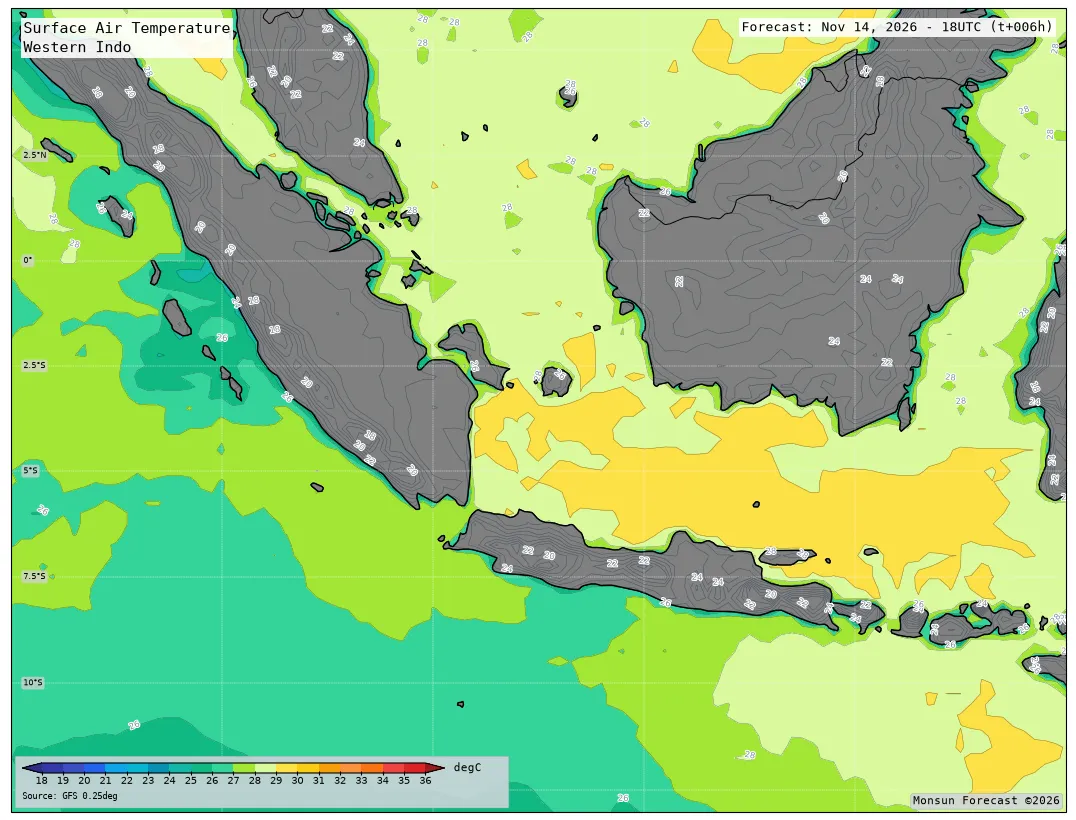 Surface Air Temperature
Western Indo
Forecast: Nov 14, 2026 - 18UTC (t+006h)
2.5°N
0°
2.5°S
5°S
7.5°S
10°S
degC
18 19 20 21 22 23 24 25 26 27 28 29 30 31 32 33 34 35 36
Source: GFS 0.25deg
Monsun Forecast ©2026